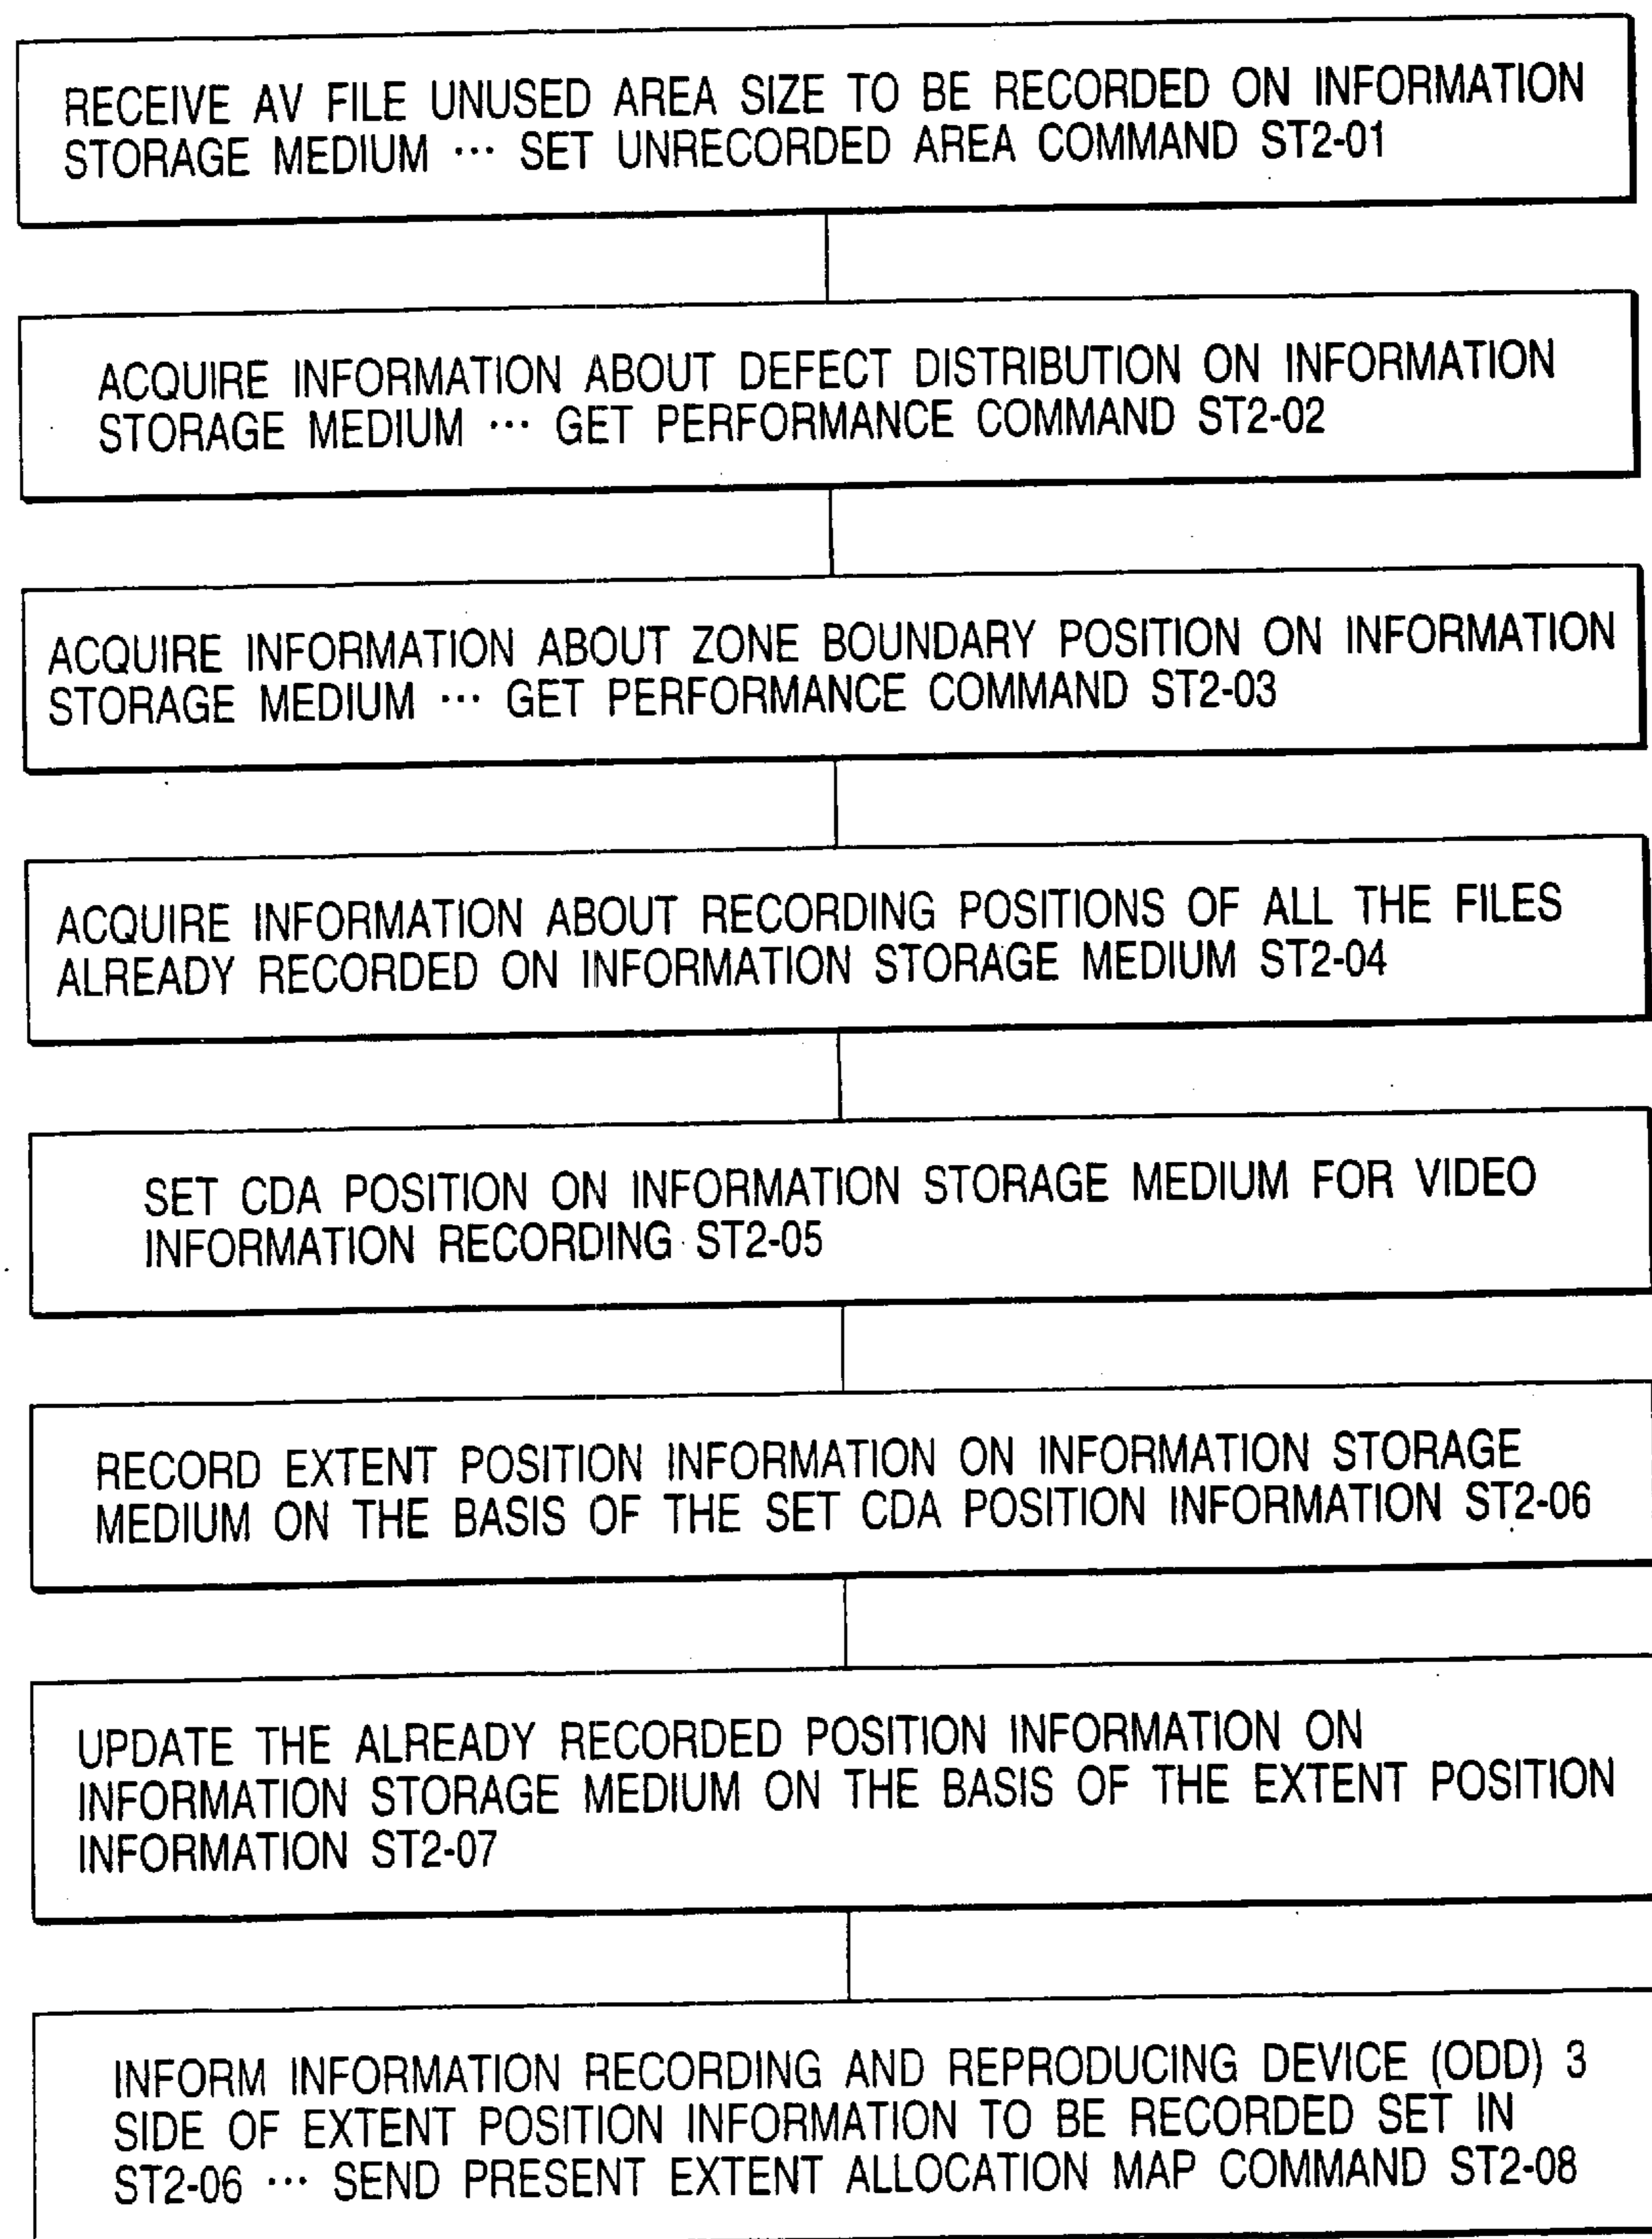 RECEIVE AV FILE UNUSED AREA SIZE TO BE RECORDED ON INFORMATION
STORAGE MEDIUM ··· SET UNRECORDED AREA COMMAND ST2-01
ACQUIRE INFORMATION ABOUT DEFECT DISTRIBUTION ON INFORMATION
STORAGE MEDIUM ··· GET PERFORMANCE COMMAND ST2-02
ACQUIRE INFORMATION ABOUT ZONE BOUNDARY POSITION ON INFORMATION
STORAGE MEDIUM ··· GET PERFORMANCE COMMAND ST2-03
ACQUIRE INFORMATION ABOUT RECORDING POSITIONS OF ALL THE FILES
ALREADY RECORDED ON INFORMATION STORAGE MEDIUM ST2-04
SET CDA POSITION ON INFORMATION STORAGE MEDIUM FOR VIDEO
INFORMATION RECORDING ST2-05
RECORD EXTENT POSITION INFORMATION ON INFORMATION STORAGE
MEDIUM ON THE BASIS OF THE SET CDA POSITION INFORMATION ST2-06
UPDATE THE ALREADY RECORDED POSITION INFORMATION ON
INFORMATION STORAGE MEDIUM ON THE BASIS OF THE EXTENT POSITION
INFORMATION ST2-07
INFORM INFORMATION RECORDING AND REPRODUCING DEVICE (ODD) 3
SIDE OF EXTENT POSITION INFORMATION TO BE RECORDED SET IN
ST2-06 ··· SEND PRESENT EXTENT ALLOCATION MAP COMMAND ST2-08